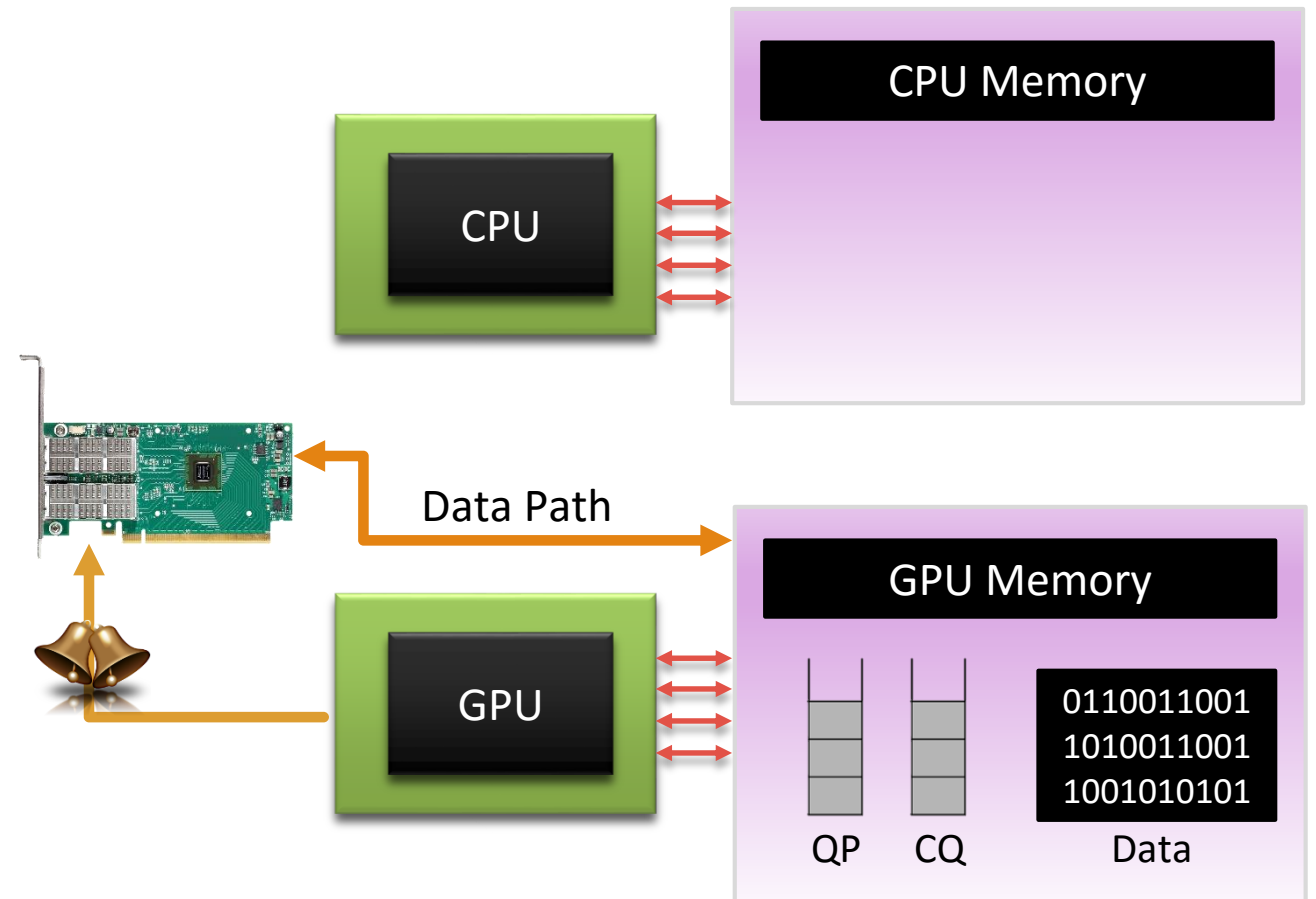 CPU Memory
CPU
Data Path
GPU Memory
GPU
0110011001
1010011001
1001010101
QP
CQ
Data